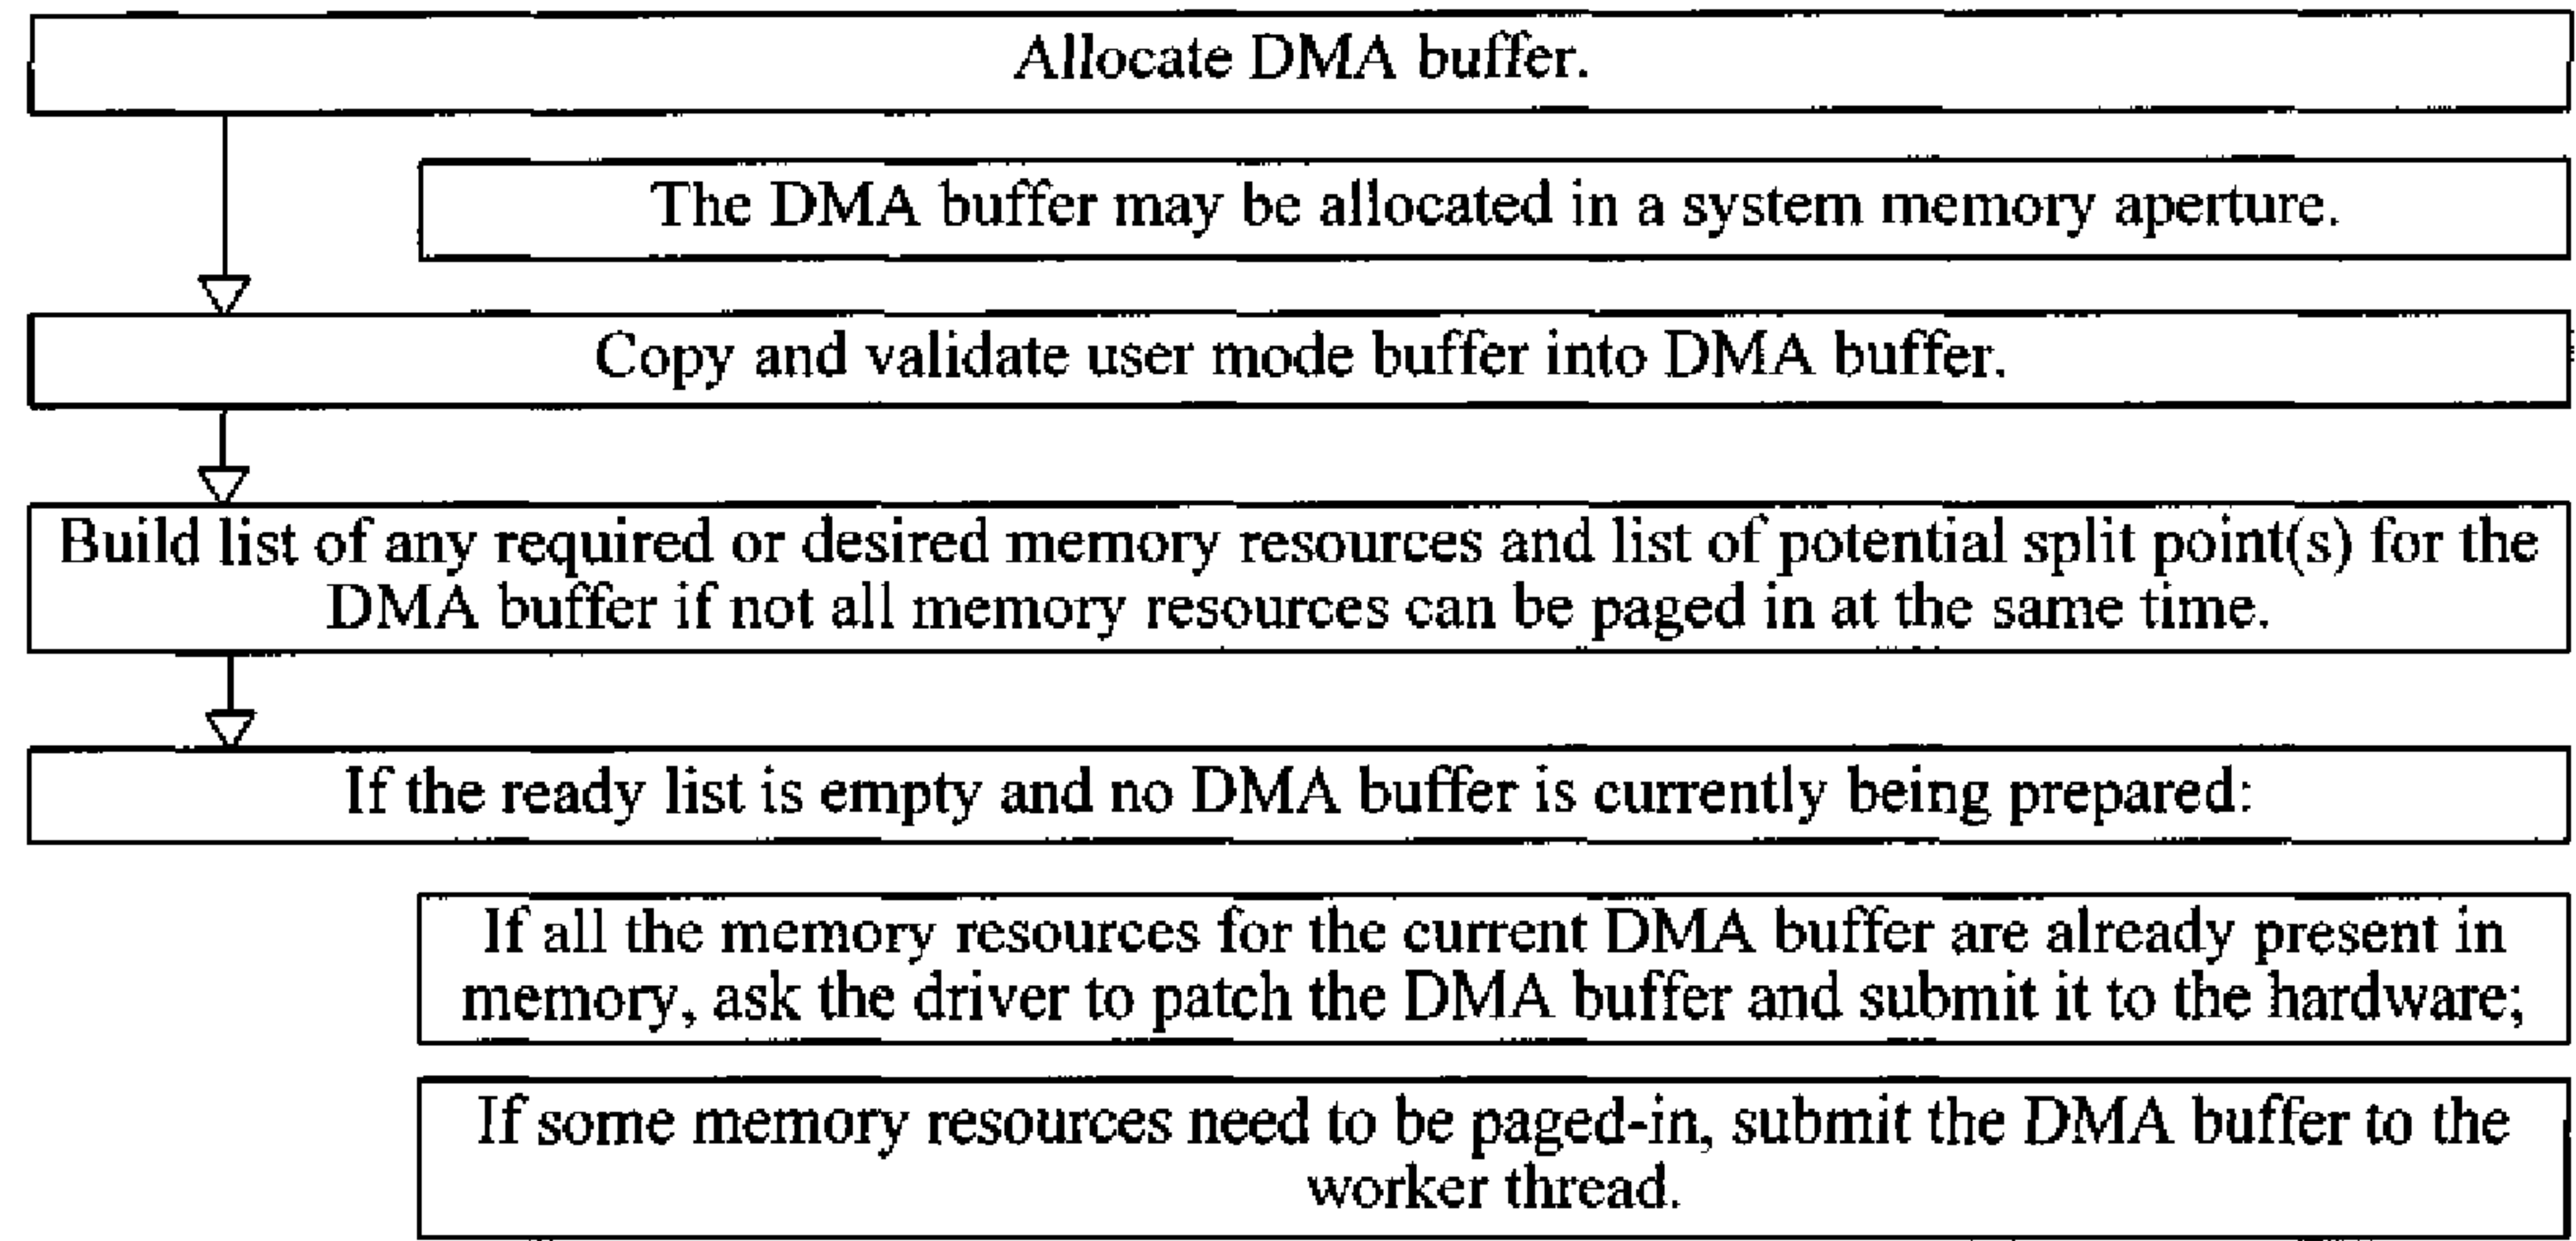 Allocate DMA buffer.
The DMA buffer may be allocated in a system memory aperture.
Copy and validate user mode buffer into DMA buffer.
Build list of any required or desired memory resources and list of potential split point(s) for the
DMA buffer if not all memory resources can be paged in at the same time.
If the ready list is empty and no DMA buffer is currently being prepared:
If all the memory resources for the current DMA buffer are already present in
memory, ask the driver to patch the DMA buffer and submit it to the hardware;
If some memory resources need to be paged-in, submit the DMA buffer to the
worker thread.